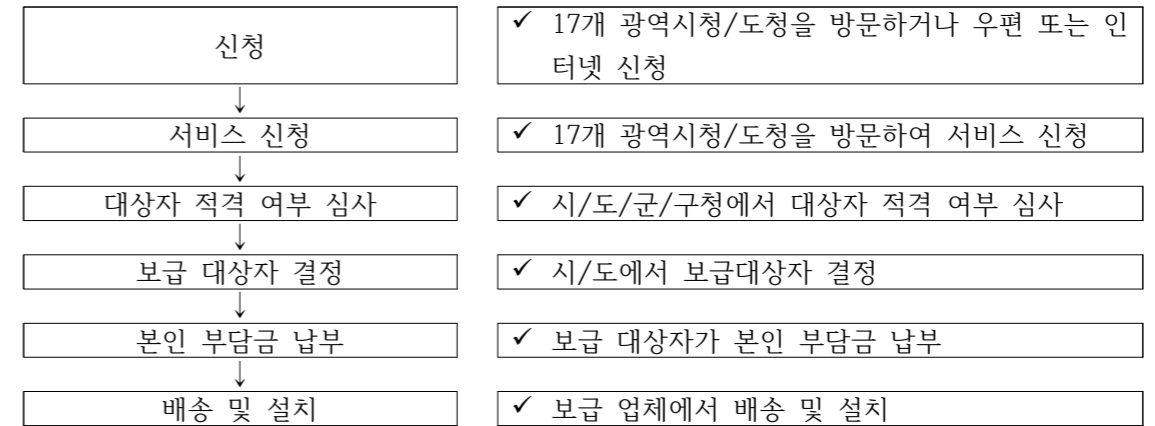 신청
✓ 17개 광역시청/도청을 방문하거나 우편 또는 인
터넷 신청
↓
서비스 신청
✓ 17개 광역시청/도청을 방문하여 서비스 신청
↓
대상자 적격 여부 심사
✓ 시/도/군/구청에서 대상자 적격 여부 심사
↓
보급 대상자 결정
✓ 시/도에서 보급대상자 결정
↓
본인 부담금 납부
✓ 보급 대상자가 본인 부담금 납부
↓
배송 및 설치
✓ 보급 업체에서 배송 및 설치